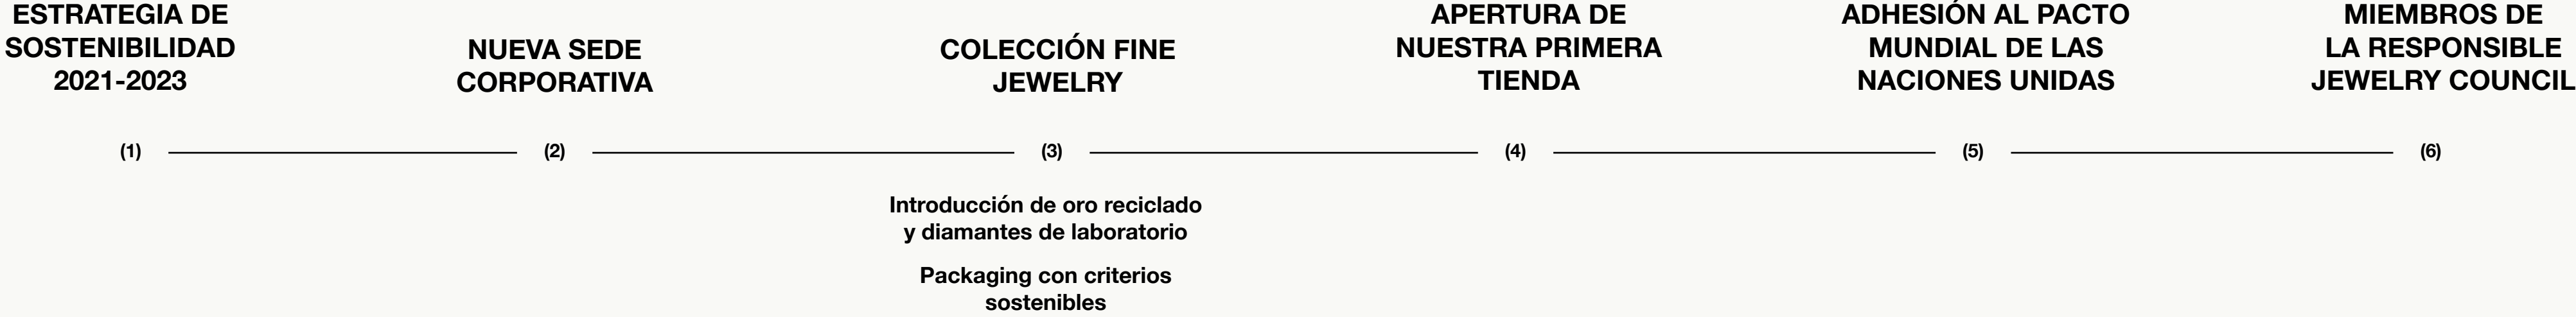 ESTRATEGIA DE
SOSTENIBILIDAD
2021-2023
NUEVA SEDE
CORPORATIVA
COLECCIÓN FINE
JEWELRY
APERTURA DE
NUESTRA PRIMERA
TIENDA
ADHESIÓN AL PACTO
MUNDIAL DE LAS
NACIONES UNIDAS
MIEMBROS DE
LA RESPONSIBLE
JEWELRY COUNCIL
(1)
(2)
(3)
(4)
(5)
(6)
Introducción de oro reciclado
y diamantes de laboratorio
Packaging con criterios
sostenibles